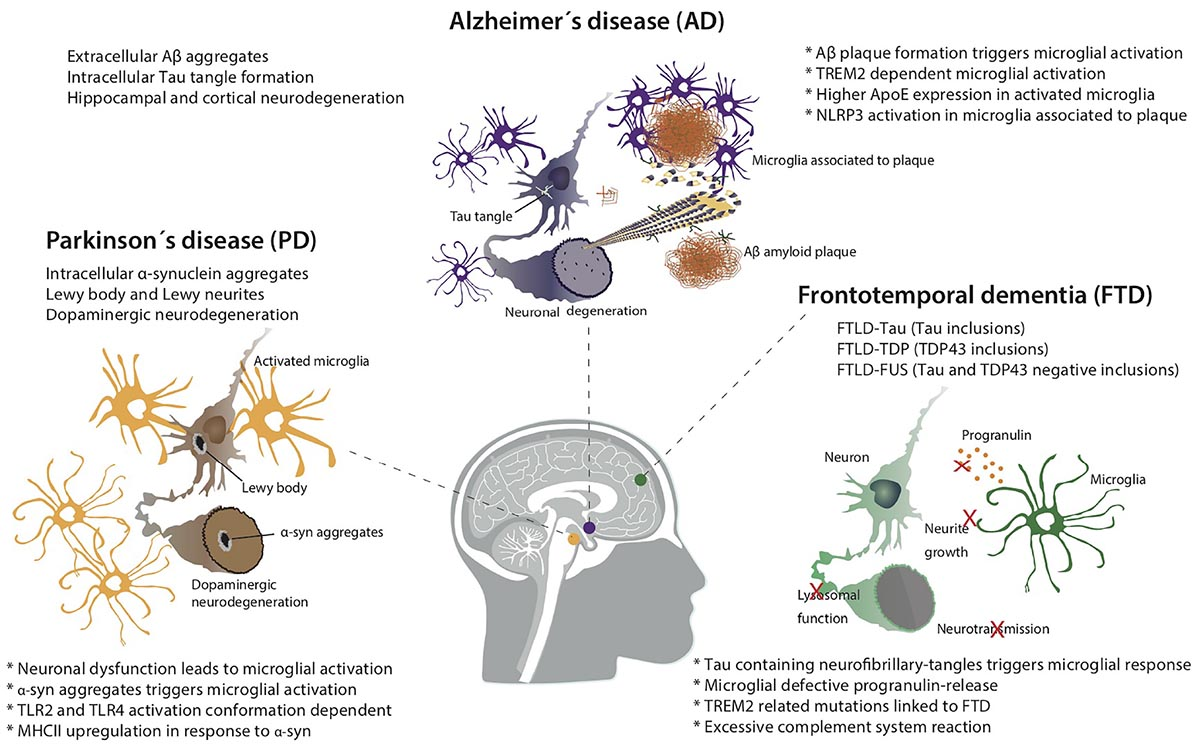 Alzheimer´s disease (AD)
Extracellular Aβ aggregates
Intracellular Tau tangle formation
Hippocampal and cortical neurodegeneration
* Aβ plaque formation triggers microglial activation
* TREM2 dependent microglial activation
* Higher ApoE expression in activated microglia
* NLRP3 activation in microglia associated to plaque
Microglia associated to plaque
Tau tangle
Aβ amyloid plaque
Neuronal degeneration
Parkinson´s disease (PD)
Intracellular α-synuclein aggregates
Lewy body and Lewy neurites
Dopaminergic neurodegeneration
Activated microglia
Lewy body
α-syn aggregates
Dopaminergic
neurodegeneration
* Neuronal dysfunction leads to microglial activation
* α-syn aggregates triggers microglial activation
* TLR2 and TLR4 activation conformation dependent
* MHCII upregulation in response to α-syn
Frontotemporal dementia (FTD)
FTLD-Tau (Tau inclusions)
FTLD-TDP (TDP43 inclusions)
FTLD-FUS (Tau and TDP43 negative inclusions)
Progranulin
Neuron
Microglia
Neurite
growth
Lysosomal
function
Neurotransmission
* Tau containing neurofibrillary-tangles triggers microglial response
* Microglial defective progranulin-release
* TREM2 related mutations linked to FTD
* Excessive complement system reaction